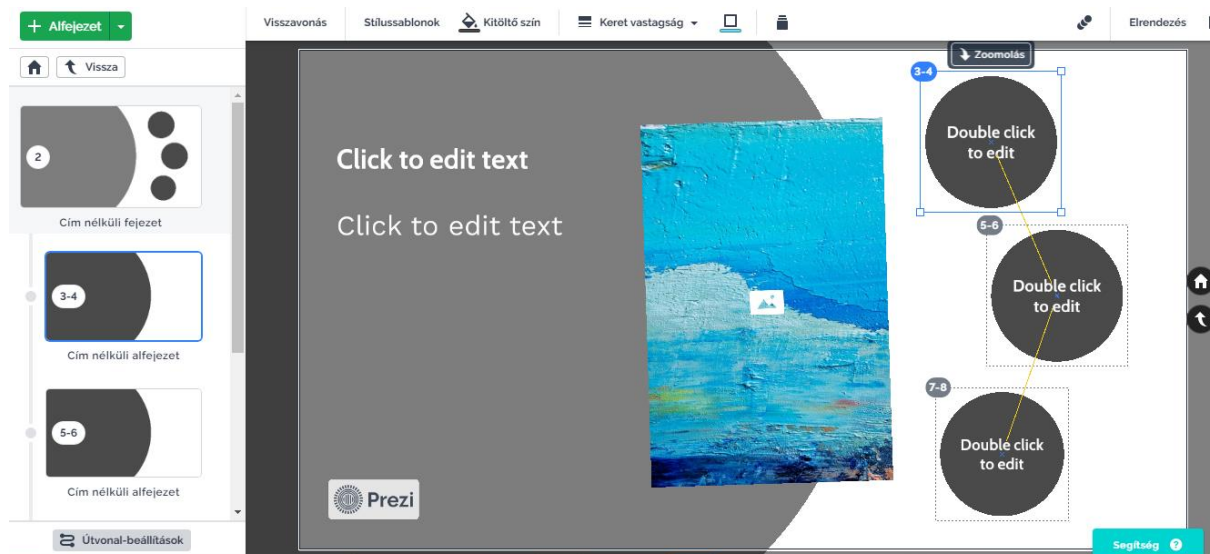 + Alfejezet
Visszavonás
Stílussablonok
Kitöltő szín
Keret vastagság
Elrendezés
Vissza
2
Cím nélküli fejezet
3-4
Cím nélküli alfejezet
5-6
Cím nélküli alfejezet
Útvonal-beállítások
Click to edit text
Click to edit text
Prezi
Zoomolás
3-4
Double click
to edit
5-6
Double click
to edit
7-8
Double click
to edit
Segítség ?